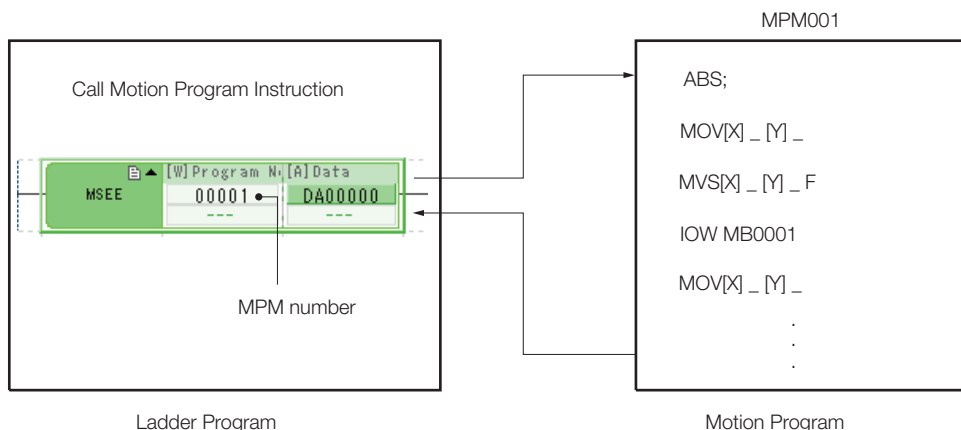 MPM001
Call Motion Program Instruction
[W]Program N [A]Data
MSEE 00001 DA00000
--- ---
MPM number
Ladder Program
ABS;
MOV[X] _ [Y] _
MVS[X] _ [Y] _ F
IOW MB0001
MOV[X] _ [Y] _
.
.
.
Motion Program